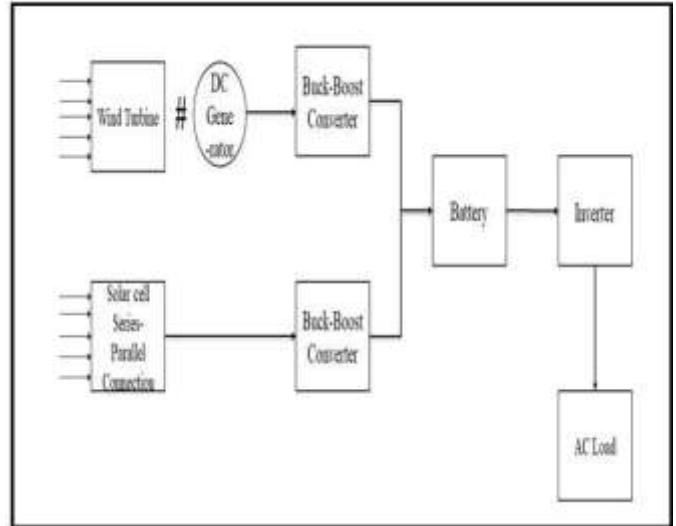 Wind Turbine
#
DC
Gene
-rator
Buck-Boost
Converter
Battery
Inverter
Solar cell
Series-
Parallel
Connection
Buck-Boost
Converter
AC Load